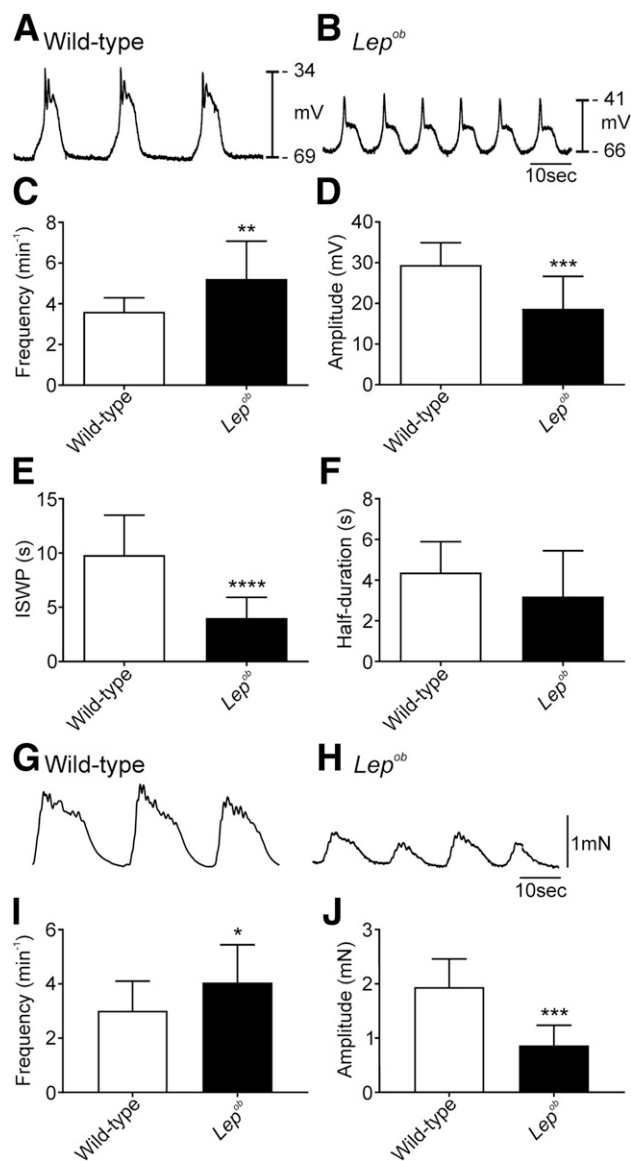 A Wild-type
B Lep^ob
- 34
mV
- 69
- 41
mV
- 66
10sec
C
Frequency (min⁻¹)
8
6
4
2
0
**
Wild-type
Lep^ob
D
Amplitude (mV)
40
30
20
10
0
***
Wild-type
Lep^ob
E
ISWP (s)
15
10
5
0
****
Wild-type
Lep^ob
F
Half-duration (s)
8
6
4
2
0
Wild-type
Lep^ob
G Wild-type
H Lep^ob
1mN
10sec
I
Frequency (min⁻¹)
6
4
2
0
*
Wild-type
Lep^ob
J
Amplitude (mN)
3
2
1
0
***
Wild-type
Lep^ob